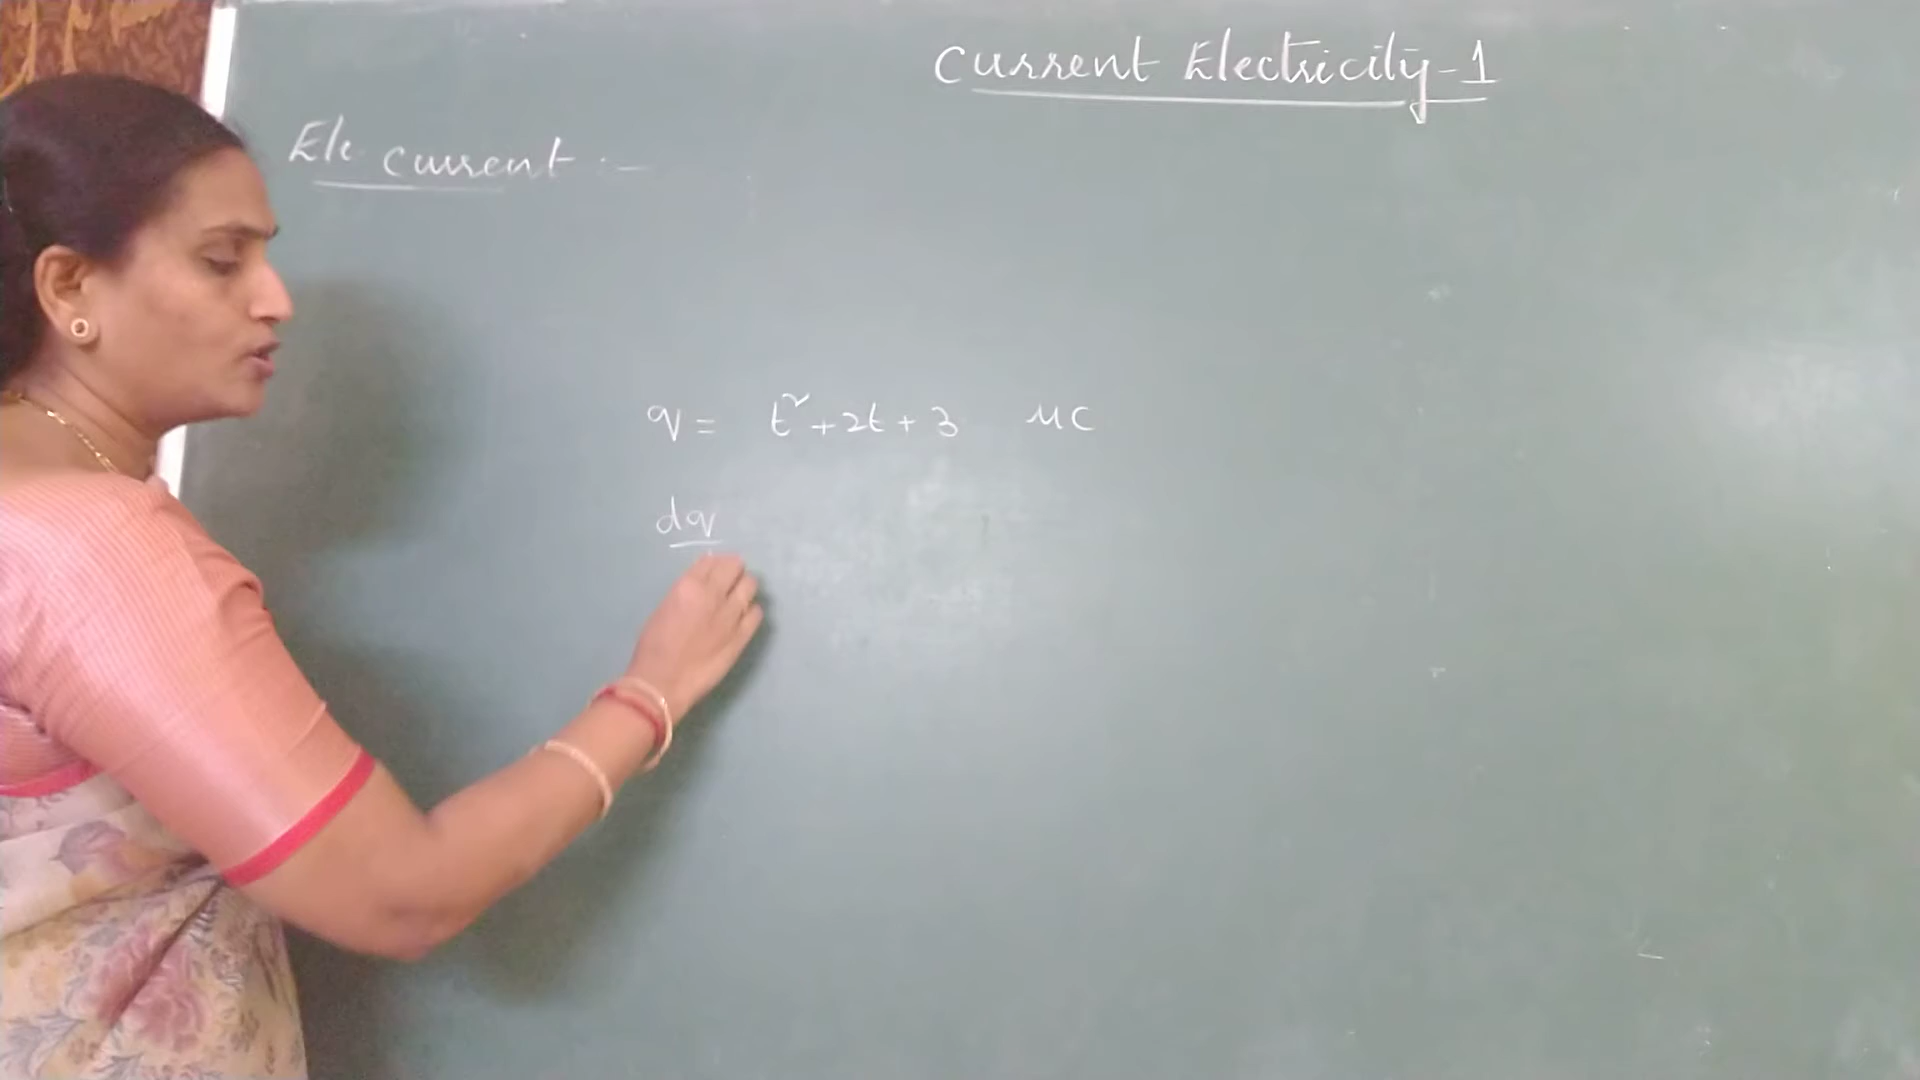 Current Electricity-1
Ele. current :-
q = t² + 2t + 3 μC
dq